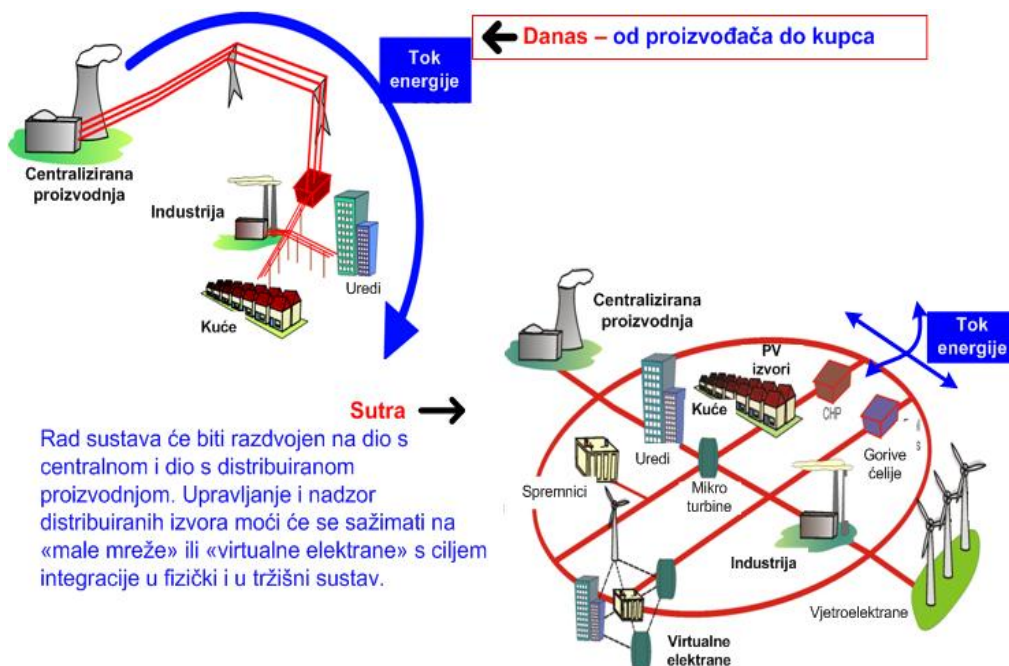 Danas – od proizvođača do kupca
Tok
energije
Centralizirana
proizvodnja
Industrija
Uredi
Kuće
Sutra
Rad sustava će biti razdvojen na dio s
centralnom i dio s distribuiranom
proizvodnjom. Upravljanje i nadzor
distribuiranih izvora moći će se sažimati na
«male mreže» ili «virtualne elektrane» s ciljem
integracije u fizički i u tržišni sustav.
Centralizirana
proizvodnja
Tok
energije
PV
izvori
Kuće
CHP
Uredi
Gorive
ćelije
Spremnici
Mikro
turbine
Industrija
Vjetroelektrane
Virtualne
elektrane